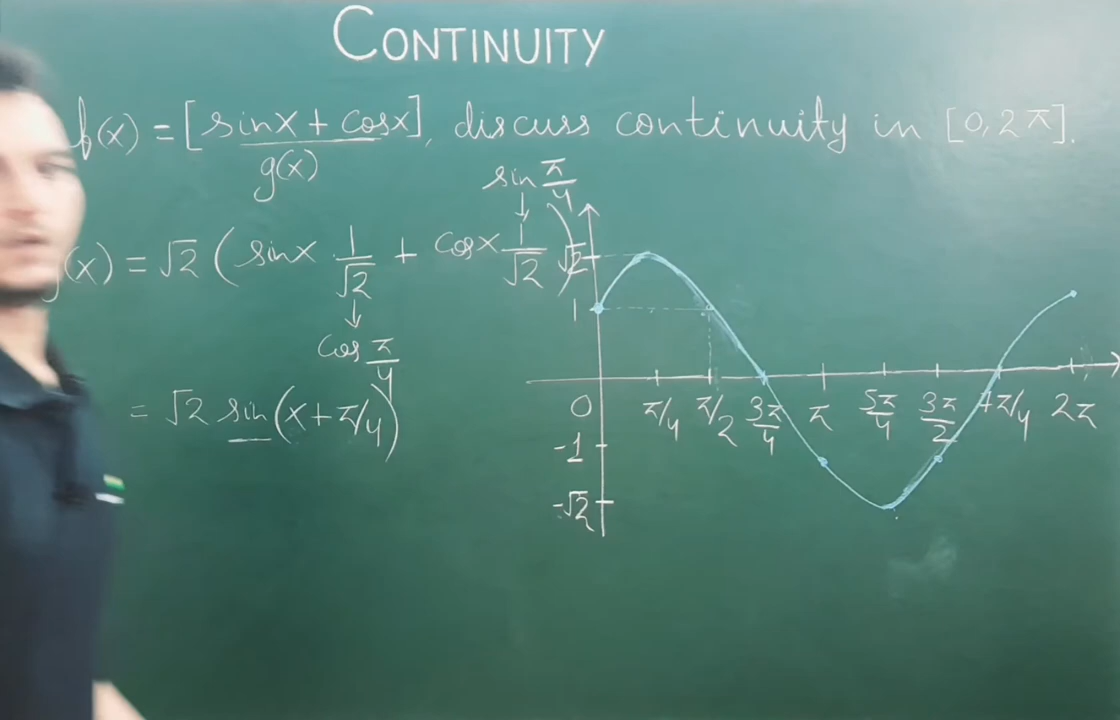 CONTINUITY
f(x) = [sinx + cosx], discuss continuity in [0, 2π].
g(x)
sin π/4
↓
g(x) = √2 (sinx 1/√2 + cosx 1/√2)
↓
cos π/4
= √2 sin(x + π/4)
√2
1
0 π/4 π/2 3π/4 π 5π/4 3π/2 7π/4 2π
-1
-√2